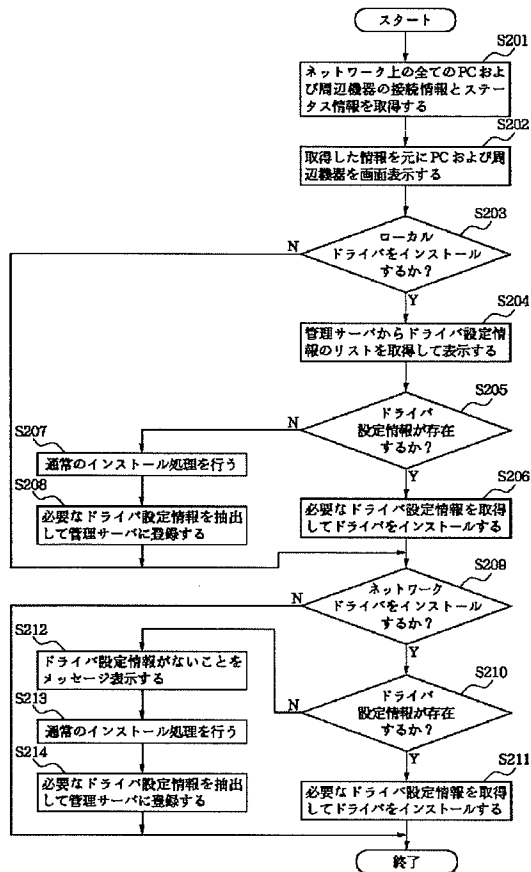 スタート
S201
ネットワーク上の全てのPCおよ
び周辺機器の接続情報とステー
タス情報を取得する
S202
取得した情報を元にPCおよび周
辺機器を画面表示する
S203
ローカル
ドライバをインストール
するか？
N
Y
S204
管理サーバからドライバ設定情
報のリストを取得して表示する
S205
ドライバ
設定情報が存在
するか？
N
Y
S207
通常のインストール処理を行う
S208
必要なドライバ設定情報を抽出
して管理サーバに登録する
S206
必要なドライバ設定情報を取得
してドライバをインストールする
S209
ネットワーク
ドライバをインストール
するか？
N
Y
S210
ドライバ
設定情報が存在
するか？
N
Y
S212
ドライバ設定情報がないことを
メッセージ表示する
S213
通常のインストール処理を行う
S214
必要なドライバ設定情報を抽出
して管理サーバに登録する
S211
必要なドライバ設定情報を取得
してドライバをインストールする
終了